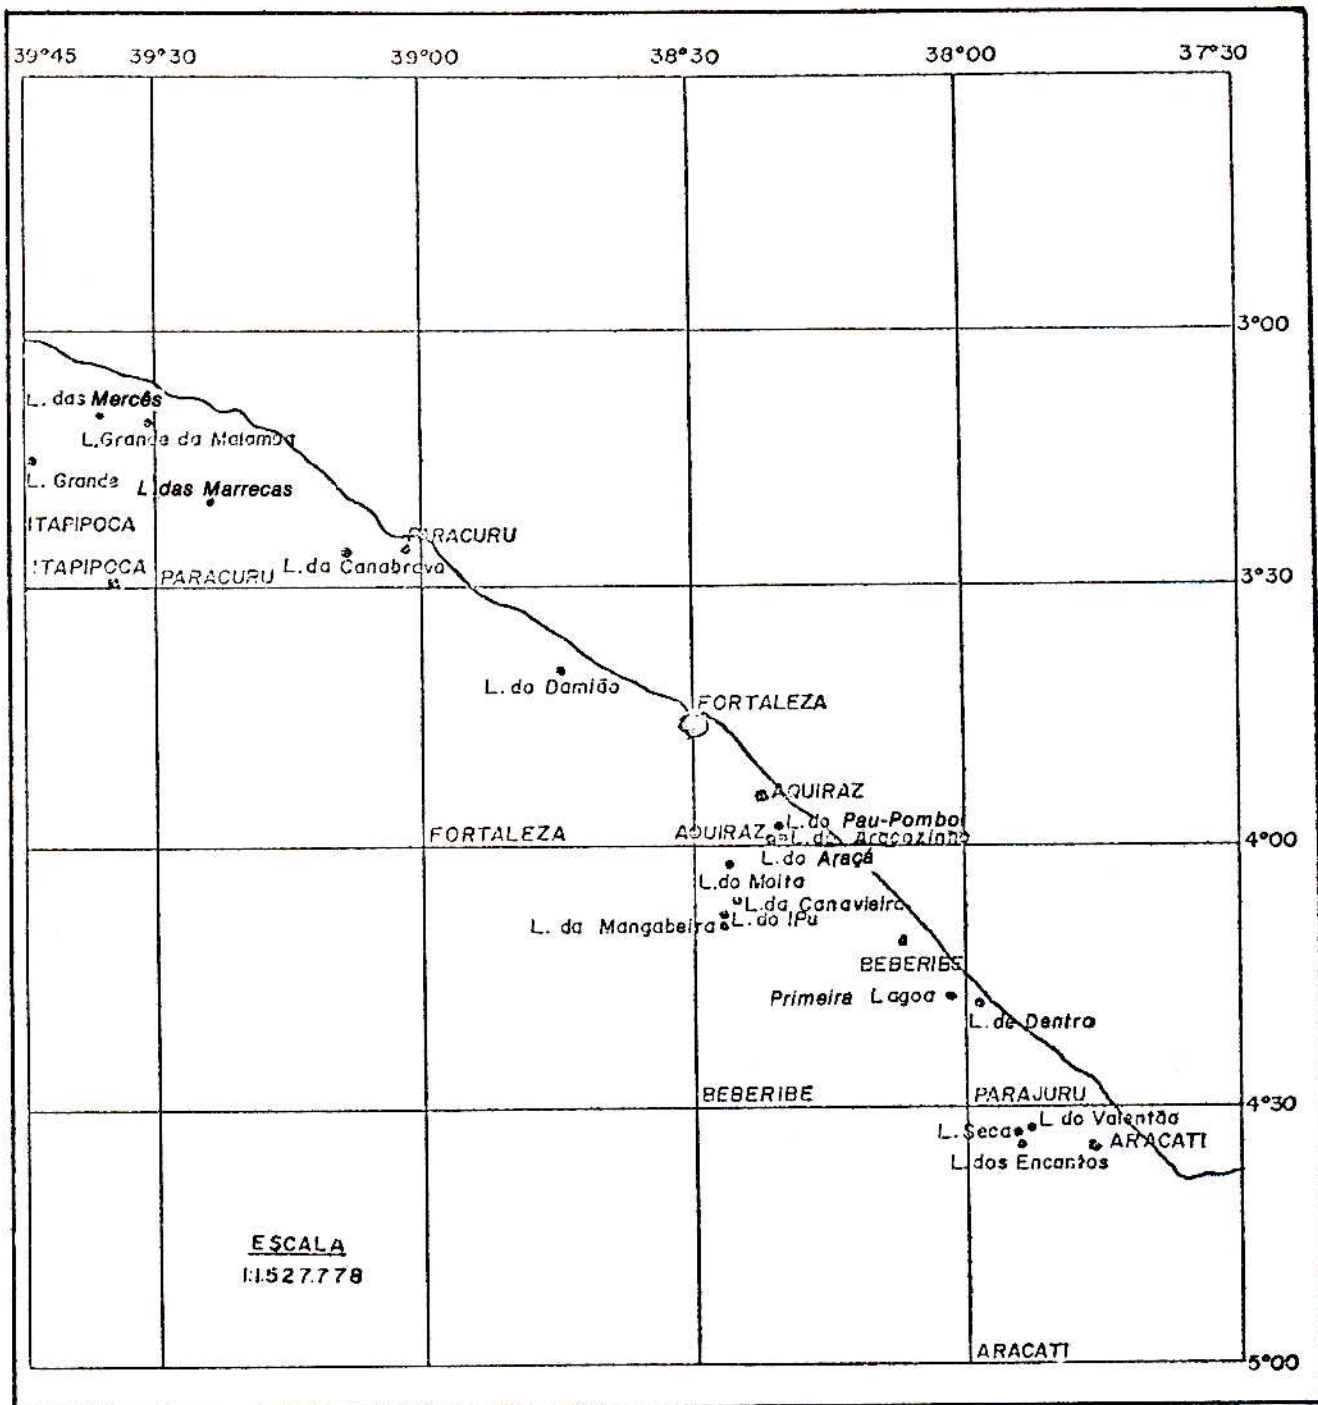 39°45 39°30 39°00 38°30 38°00 37°30
3°00
L. das Mercês
L.Grande da Malamba
L. Grande L.das Marrecas
ITAPIPOCA
PARACURU
ITAPIPOCA PARACURU L.da Canabrava
3°30
L. do Damião
FORTALEZA
AQUIRAZ
L.do Pau-Pombo
FORTALEZA AQUIRAZ L. do Araçazinho
4°00
L.do Araçá
L.do Moita
L.da Canavieira
L. do IPu
L. da Mangabeira
BEBERIBE
Primeira Lagoa
L.de Dentro
BEBERIBE PARAJURU
4°30
L. do Valentão
L.Seca ARACATI
L.dos Encantos
ESCALA
1:1.527.778
ARACATI
5°00